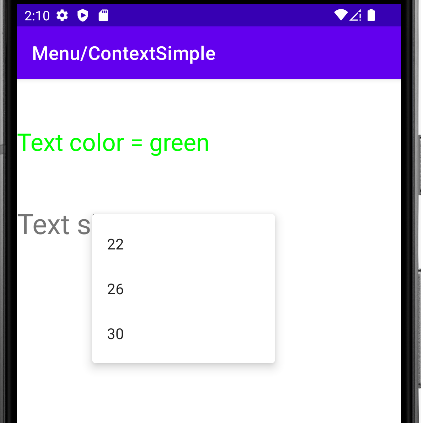 2:10
Menu/ContextSimple
Text color = green
Text s
22
26
30